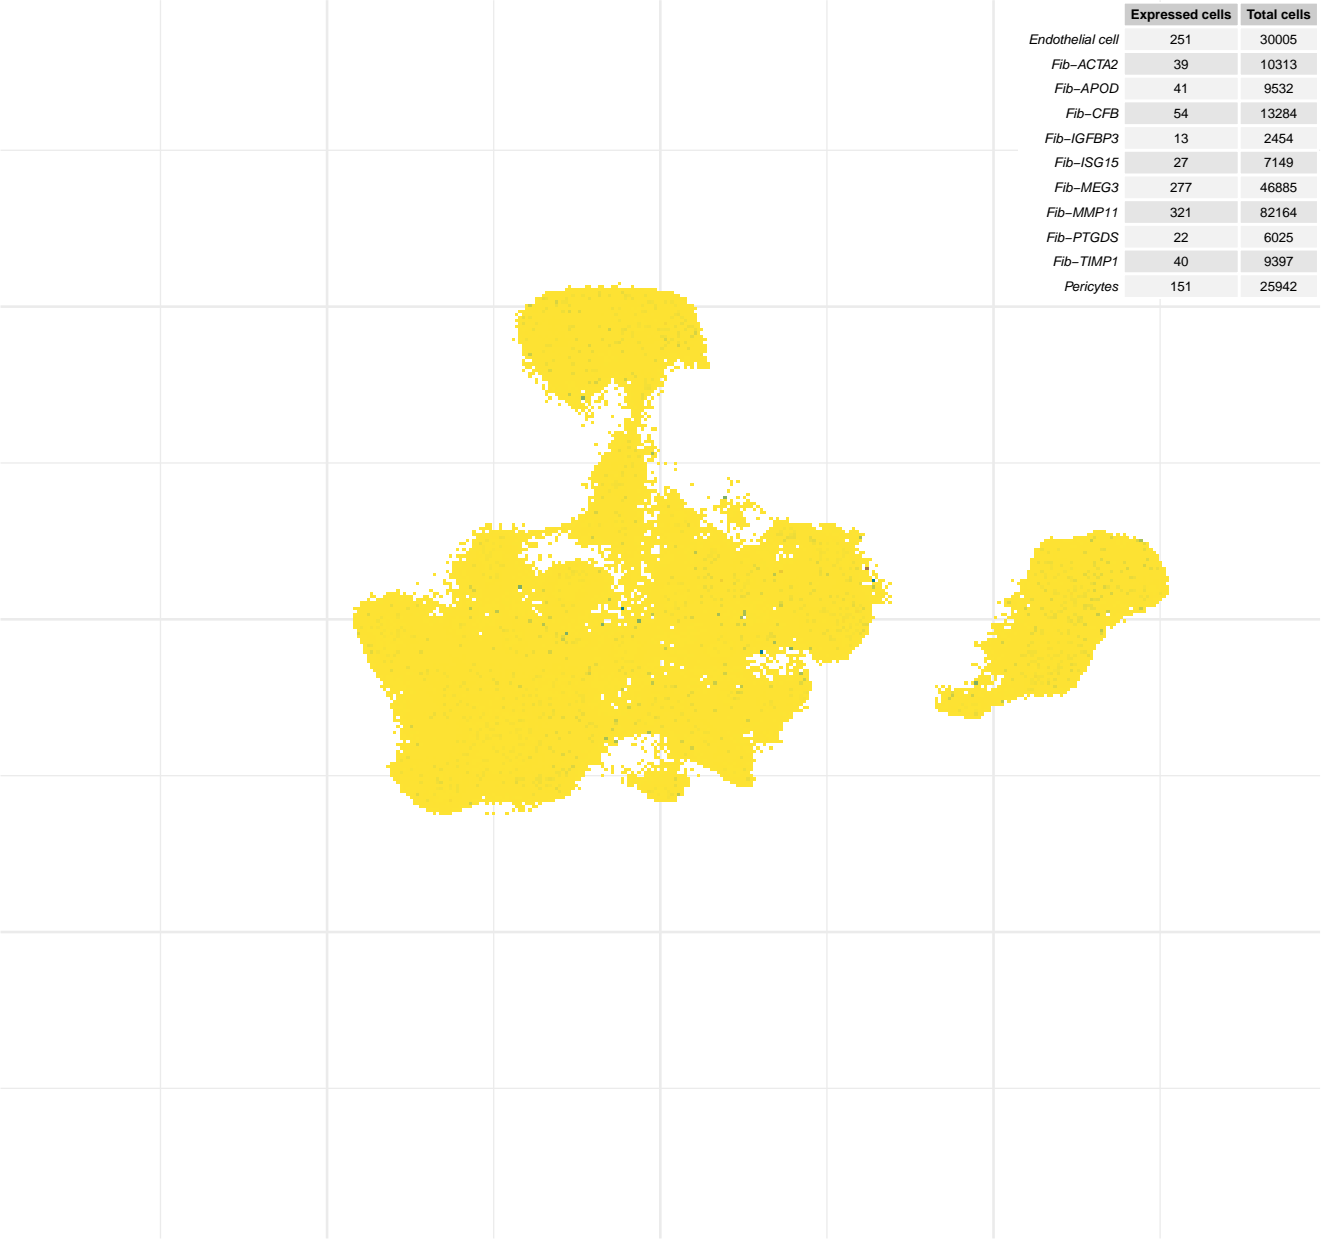 Expressed cells Total cells
Endothelial cell 251 30005
Fib−ACTA2 39 10313
Fib−APOD 41 9532
Fib−CFB 54 13284
Fib−IGFBP3 13 2454
Fib−ISG15 27 7149
Fib−MEG3 277 46885
Fib−MMP11 321 82164
Fib−PTGDS 22 6025
Fib−TIMP1 40 9397
Pericytes 151 25942